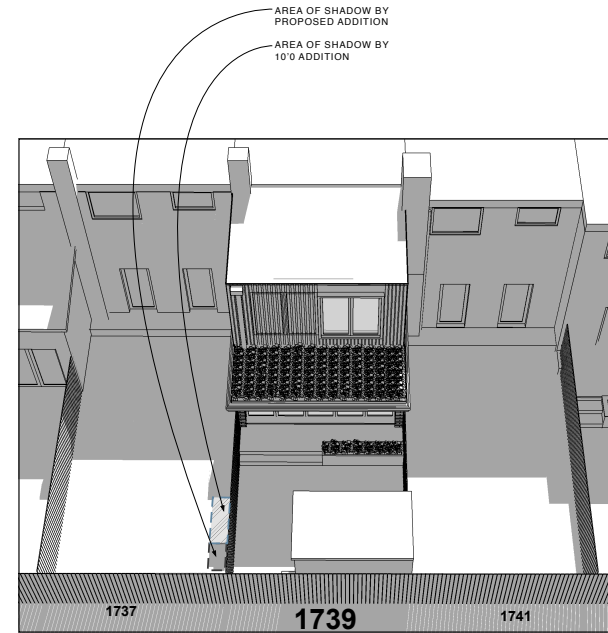 AREA OF SHADOW BY
PROPOSED ADDITION
AREA OF SHADOW BY
10'0 ADDITION
1737
1739
1741